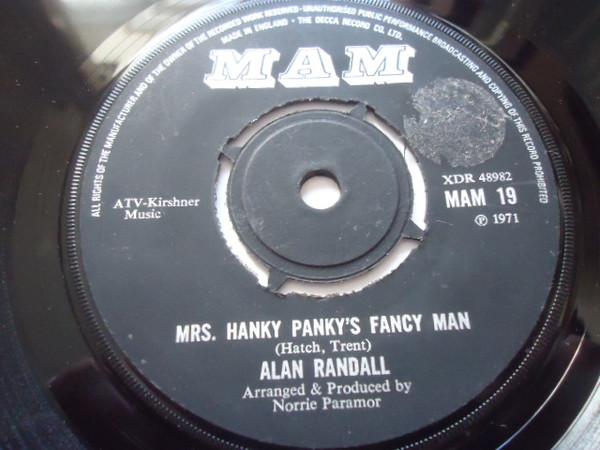 ALL RIGHTS OF THE MANUFACTURER AND OF THE OWNER OF THE RECORDED WORK RESERVED · UNAUTHORISED PUBLIC PERFORMANCE BROADCASTING AND COPYING OF THIS RECORD PROHIBITED
MADE IN ENGLAND · THE DECCA RECORD CO. LTD.
MAM
XDR 48982
ATV-Kirshner
Music
MAM 19
℗ 1971
MRS. HANKY PANKY'S FANCY MAN
(Hatch, Trent)
ALAN RANDALL
Arranged & Produced by
Norrie Paramor